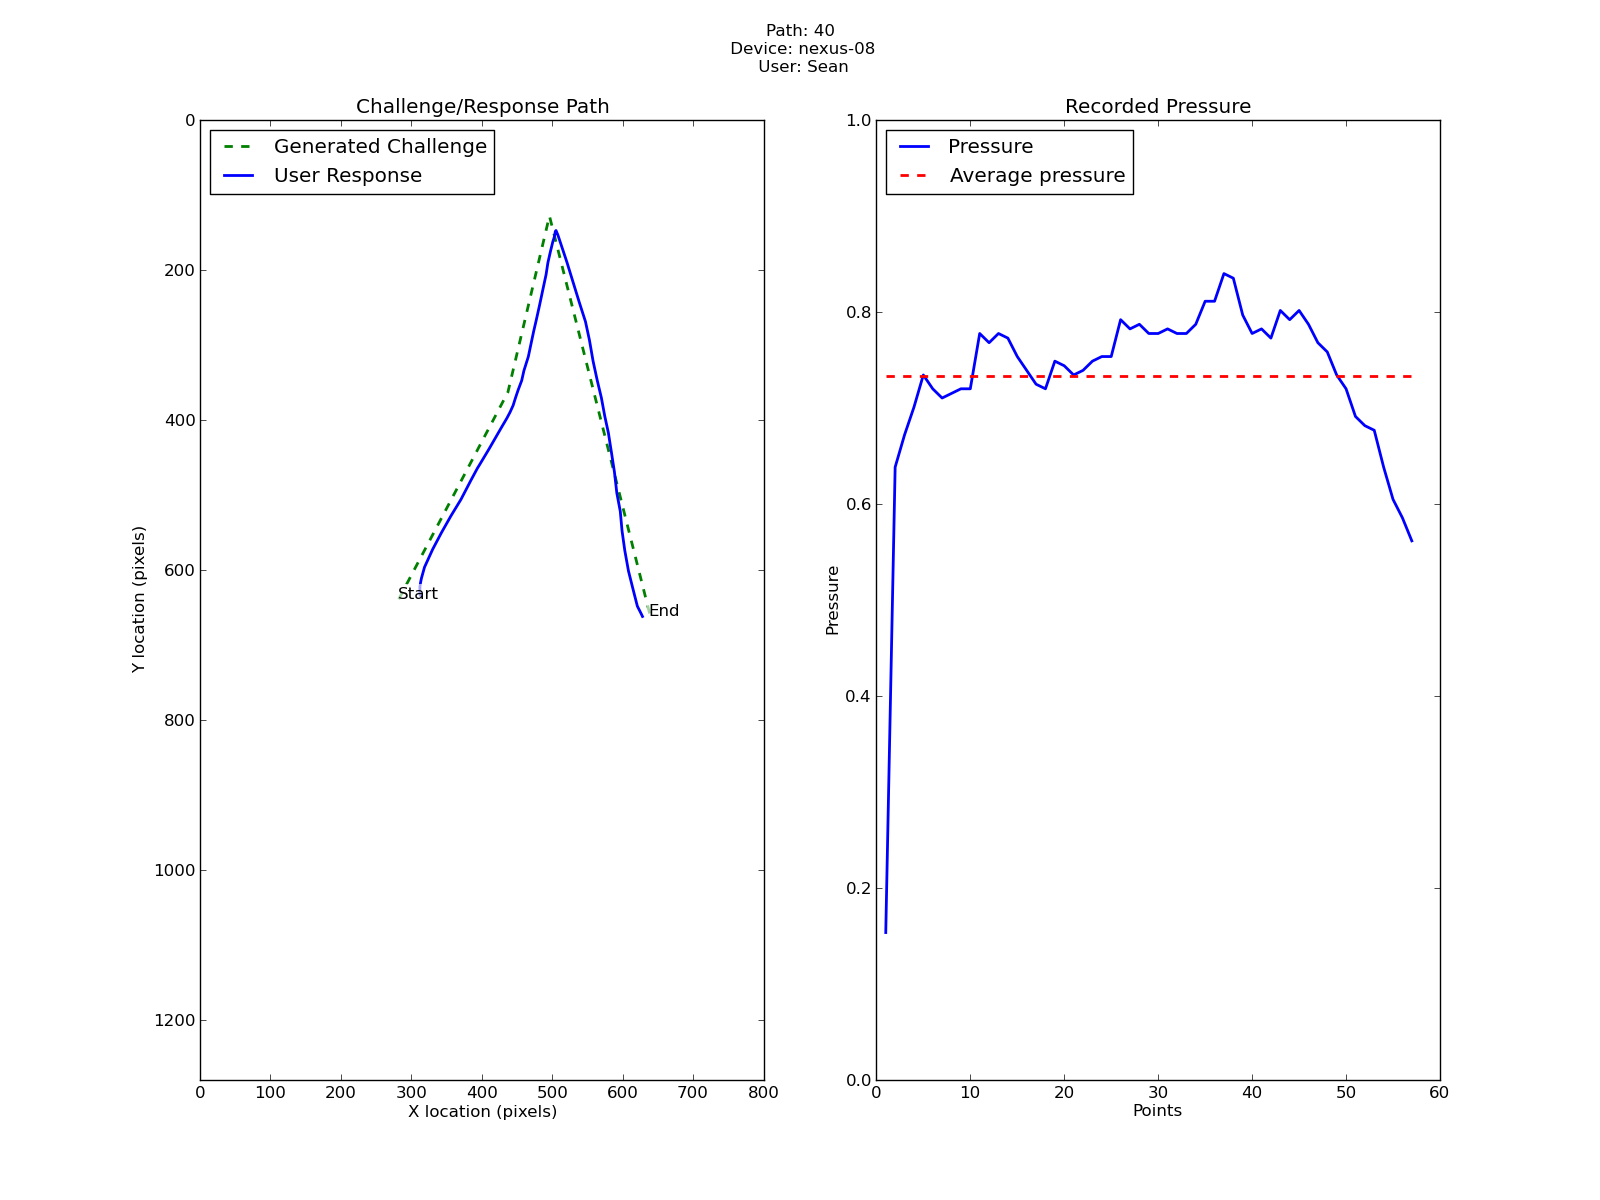 Path: 40
Device: nexus-08
User: Sean
Challenge/Response Path
Generated Challenge
User Response
0
200
400
600
800
1000
1200
Y location (pixels)
Start
End
0 100 200 300 400 500 600 700 800
X location (pixels)
Recorded Pressure
Pressure
Average pressure
1.0
0.8
0.6
0.4
0.2
0.0
Pressure
0 10 20 30 40 50 60
Points